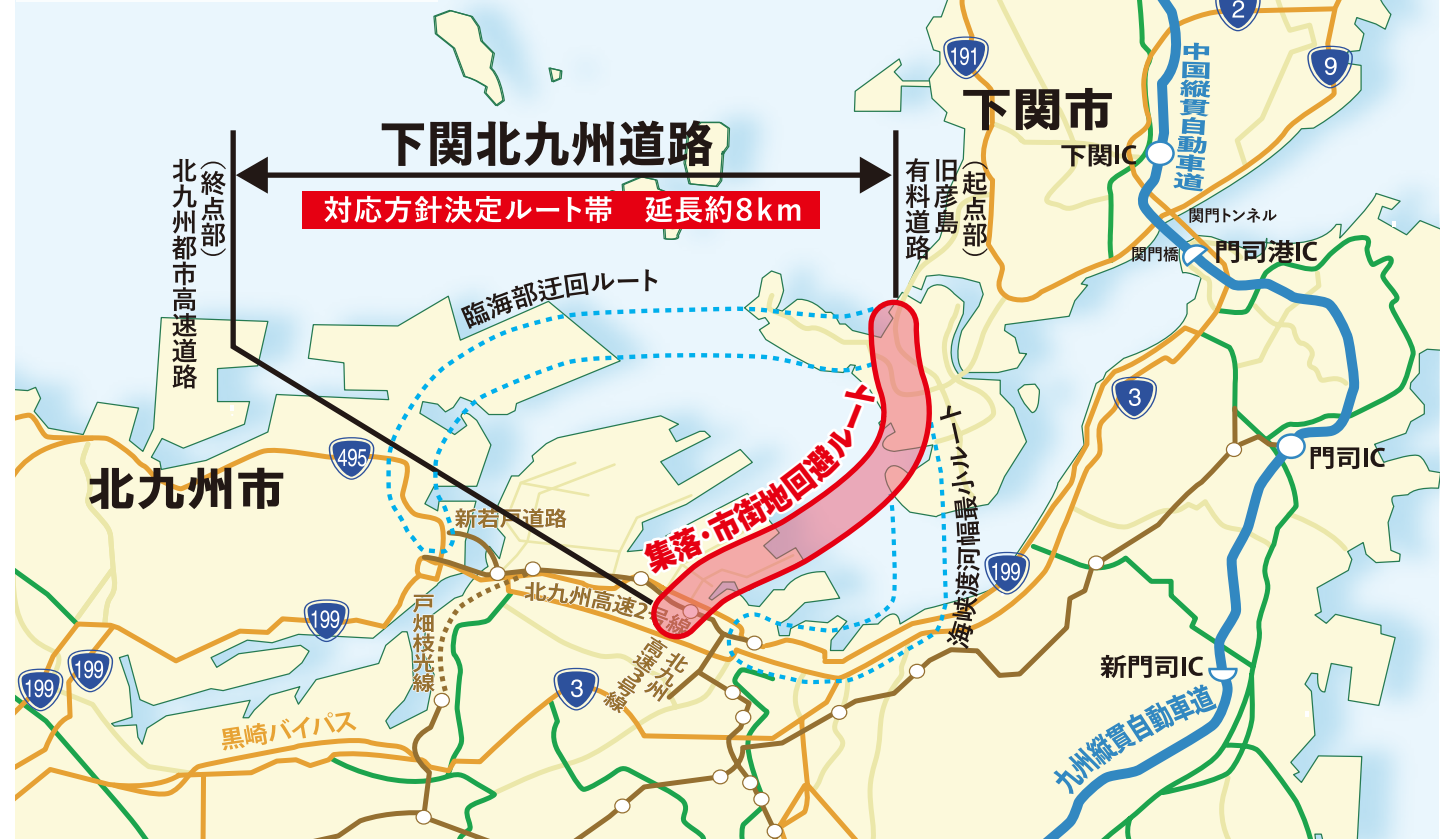 2
191
9
中国縦貫自動車道
下関市
下関IC
下関北九州道路
対応方針決定ルート帯　延長約8km
(起点部)
旧彦島
有料道路
(終点部)
北九州都市高速道路
関門トンネル
関門橋
門司港IC
臨海部迂回ルート
集落・市街地回避ルート
海峡渡河幅最小ルート
3
495
北九州市
門司IC
新若戸道路
199
北九州高速2号線
戸畑枝光線
199
北九州
高速3号線
199
199
3
新門司IC
九州縦貫自動車道
黒崎バイパス